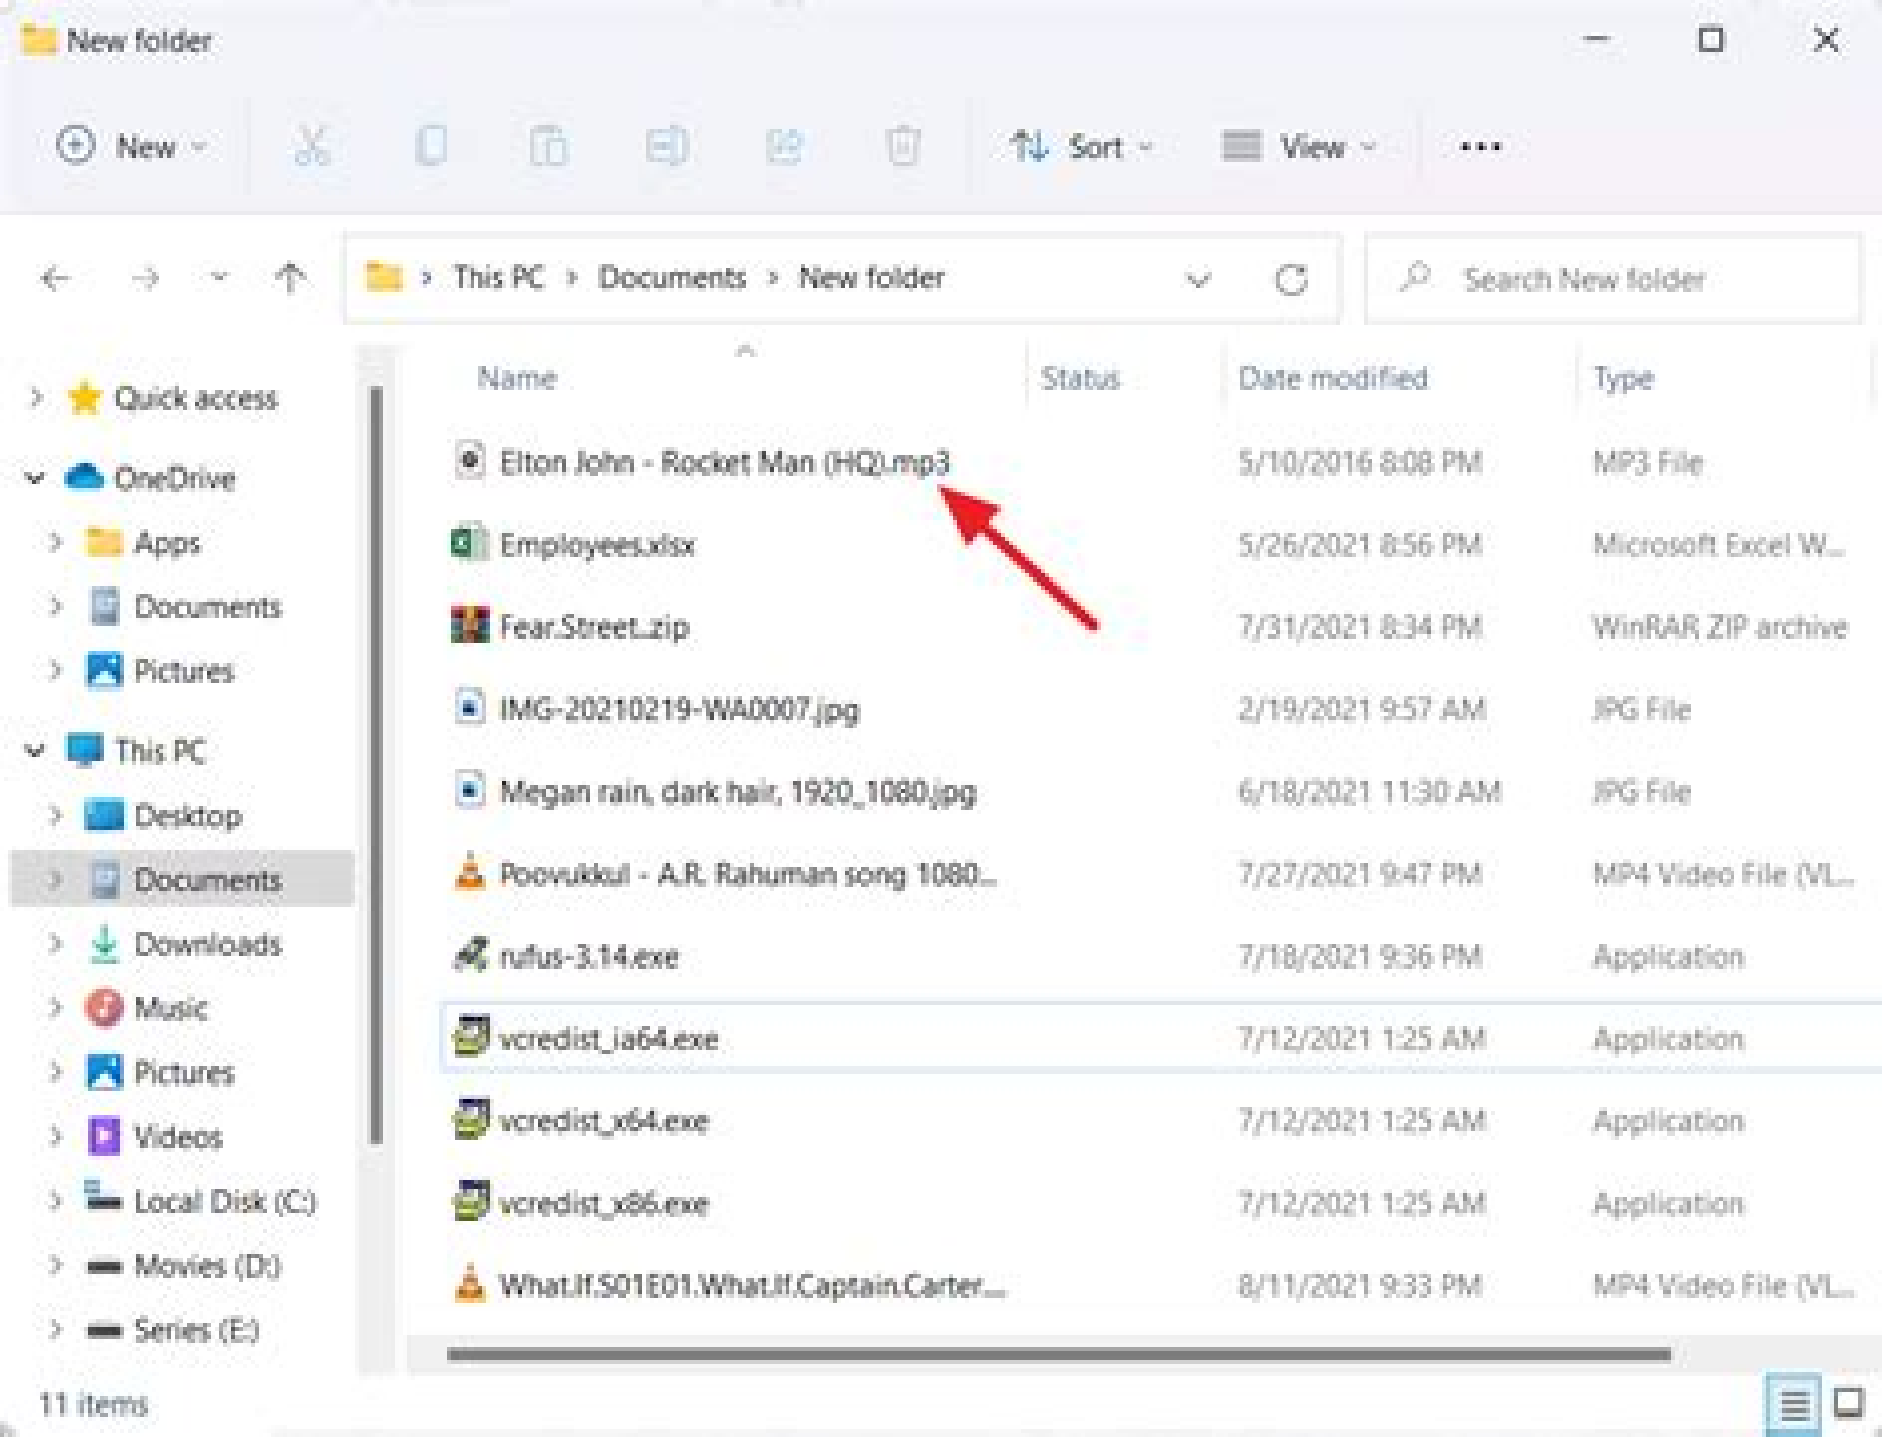 New folder
New
Sort
View
This PC > Documents > New folder
Search New folder
Quick access
OneDrive
Apps
Documents
Pictures
This PC
Desktop
Documents
Downloads
Music
Pictures
Videos
Local Disk (C:)
Movies (D:)
Series (E:)
Name Status Date modified Type
Elton John - Rocket Man (HQ).mp3 5/10/2016 8:08 PM MP3 File
Employees.xlsx 5/26/2021 8:56 PM Microsoft Excel W...
Fear.Street..zip 7/31/2021 8:34 PM WinRAR ZIP archive
IMG-20210219-WA0007.jpg 2/19/2021 9:57 AM JPG File
Megan rain, dark hair, 1920_1080.jpg 6/18/2021 11:30 AM JPG File
Poovukkul - A.R. Rahuman song 1080... 7/27/2021 9:47 PM MP4 Video File (VL...
rufus-3.14.exe 7/18/2021 9:36 PM Application
vcredist_ia64.exe 7/12/2021 1:25 AM Application
vcredist_x64.exe 7/12/2021 1:25 AM Application
vcredist_x86.exe 7/12/2021 1:25 AM Application
What.If.S01E01.What.If.Captain.Carter.... 8/11/2021 9:33 PM MP4 Video File (VL...
11 items